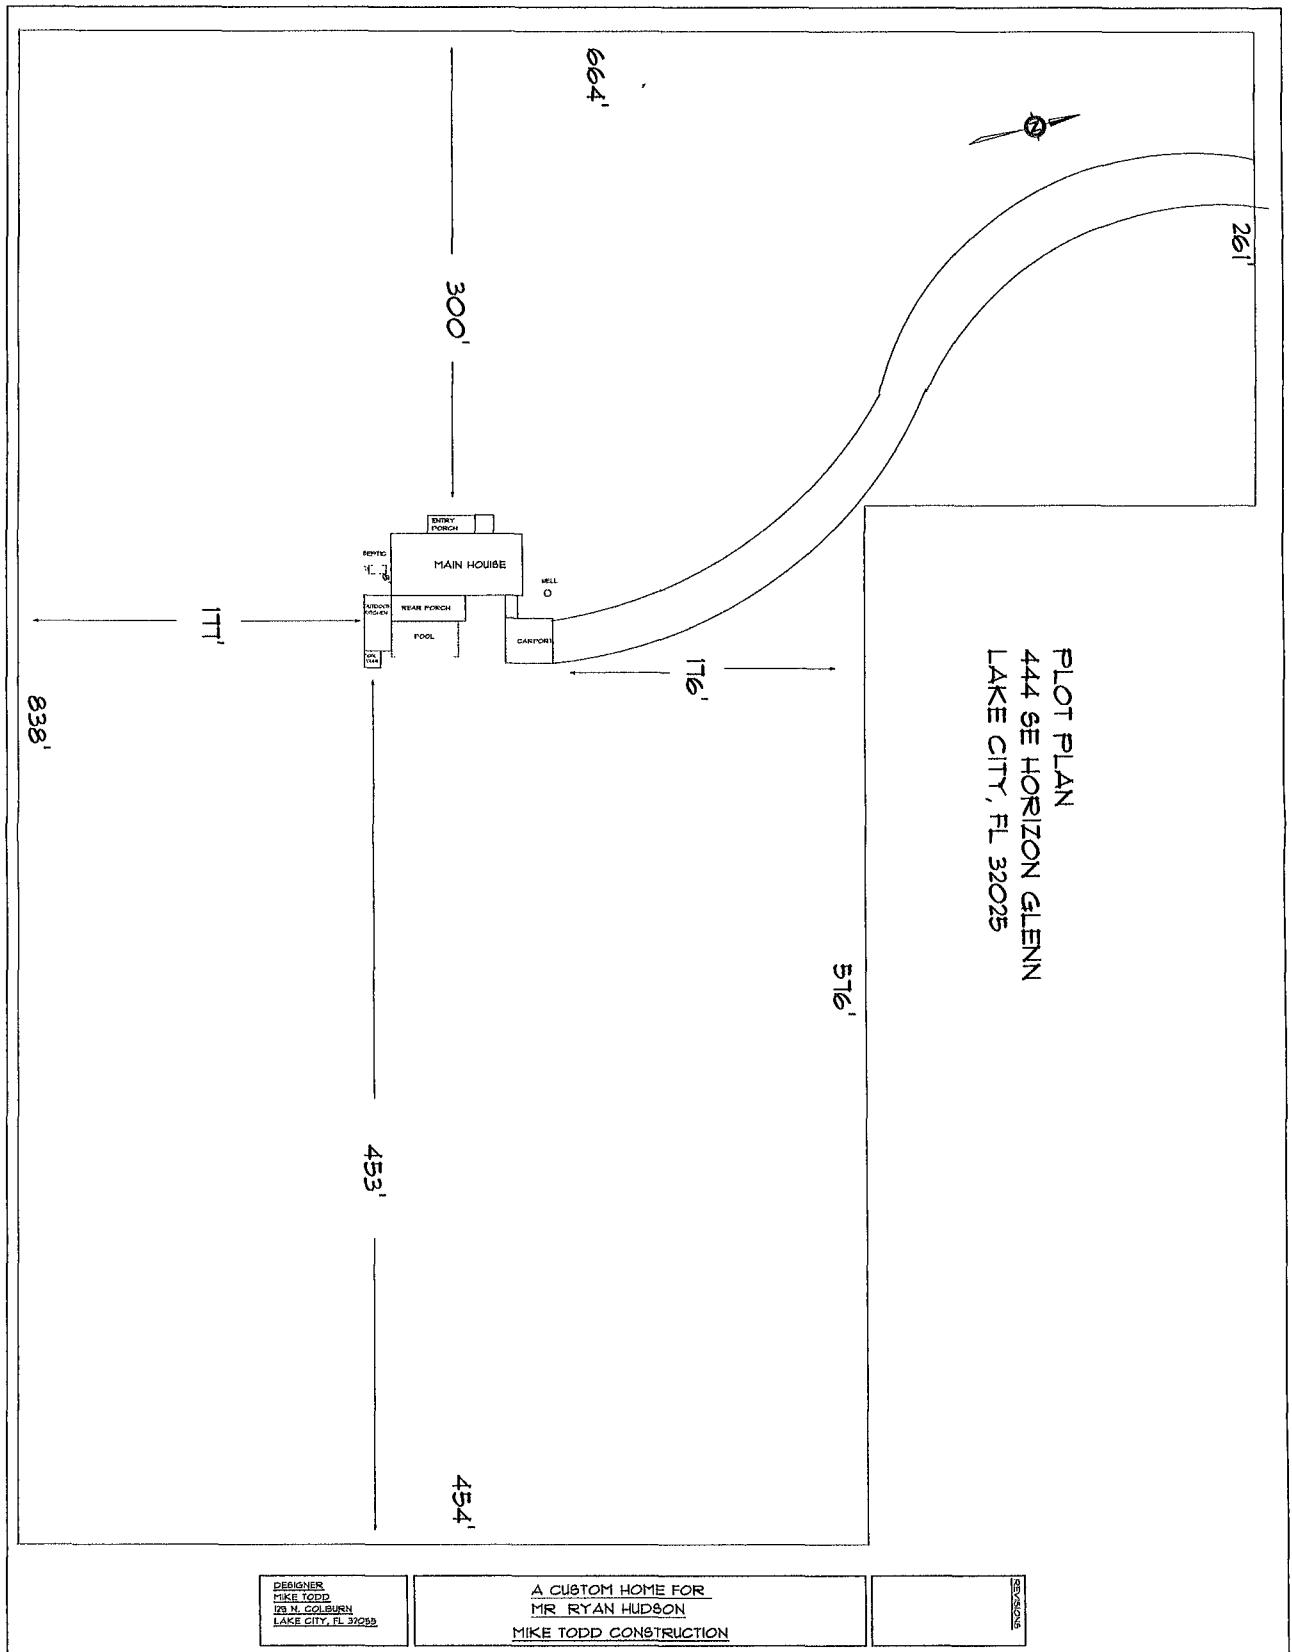 664'
N
261'
300'
ENTRY
PORCH
SEPTIC
MAIN HOUISE
WELL
OUTDOOR
KITCHEN
REAR PORCH
POOL
CARPORT
177'
176'
838'
PLOT PLAN
444 SE HORIZON GLENN
LAKE CITY, FL 32025
576'
453'
454'
DESIGNER
MIKE TODD
129 N. COLBURN
LAKE CITY, FL 32055
A CUSTOM HOME FOR
MR RYAN HUDSON
MIKE TODD CONSTRUCTION
REVISIONS